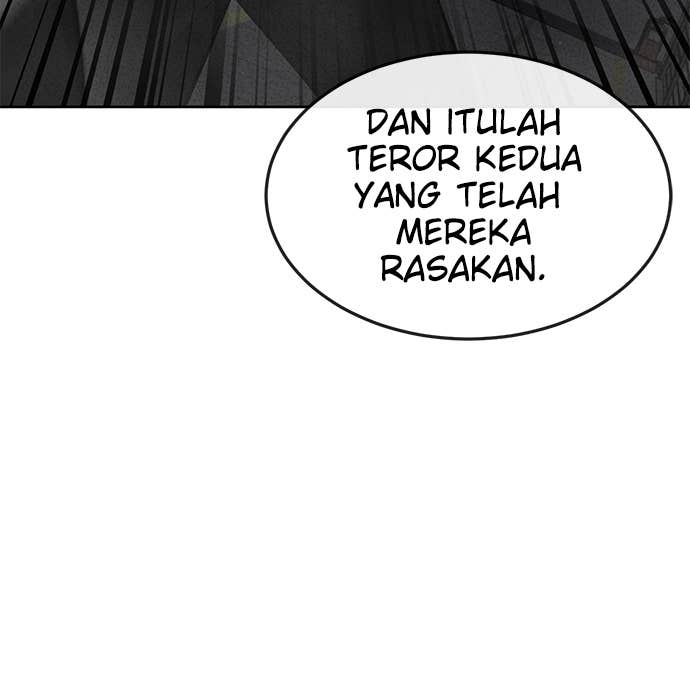 DAN ITULAH
TEROR KEDUA
YANG TELAH
MEREKA
RASAKAN.